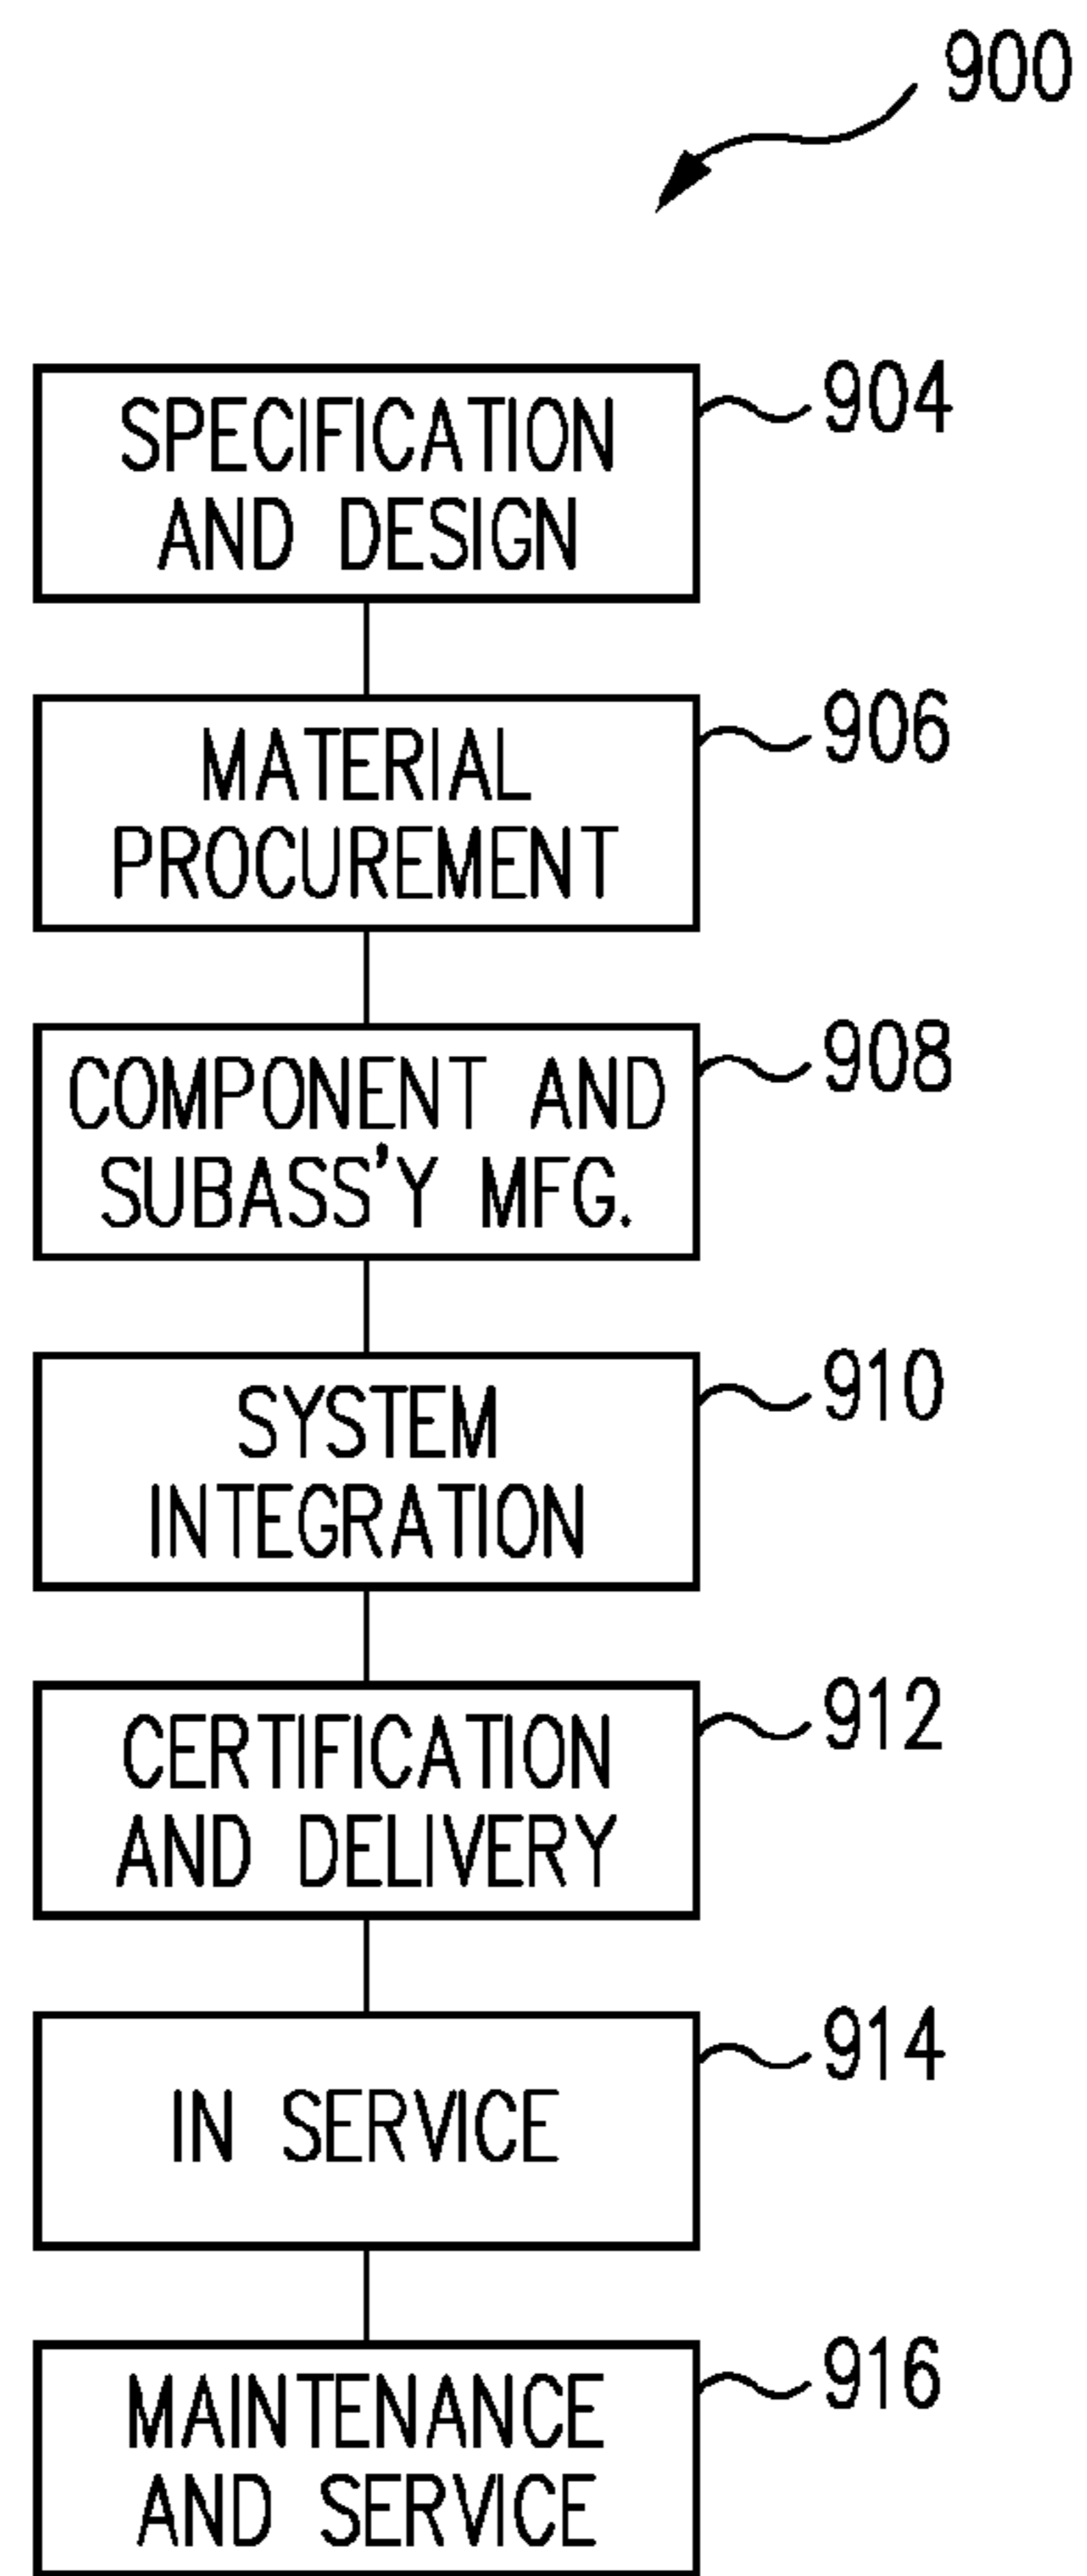 900
SPECIFICATION
AND DESIGN
904
MATERIAL
PROCUREMENT
906
COMPONENT AND
SUBASS'Y MFG.
908
SYSTEM
INTEGRATION
910
CERTIFICATION
AND DELIVERY
912
IN SERVICE
914
MAINTENANCE
AND SERVICE
916